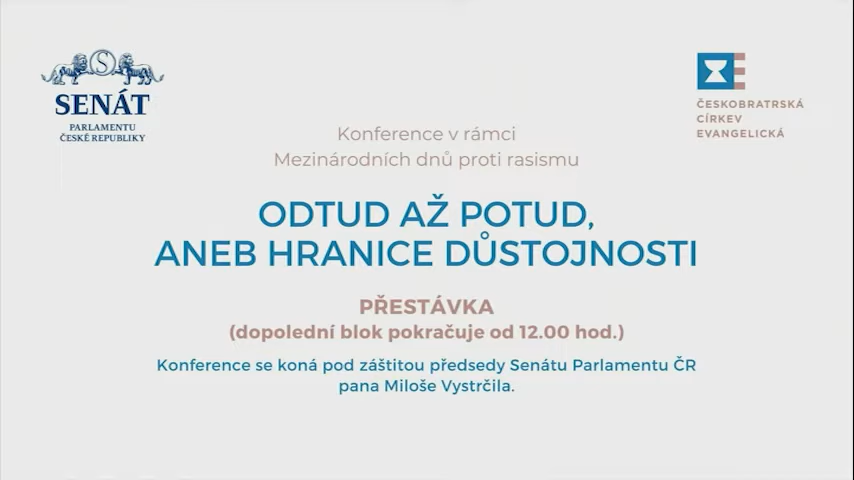 S
SENÁT
PARLAMENTU
ČESKÉ REPUBLIKY
ČESKOBRATRSKÁ
CÍRKEV
EVANGELICKÁ
Konference v rámci
Mezinárodních dnů proti rasismu
ODTUD AŽ POTUD,
ANEB HRANICE DŮSTOJNOSTI
PŘESTÁVKA
(dopolední blok pokračuje od 12.00 hod.)
Konference se koná pod záštitou předsedy Senátu Parlamentu ČR
pana Miloše Vystrčila.